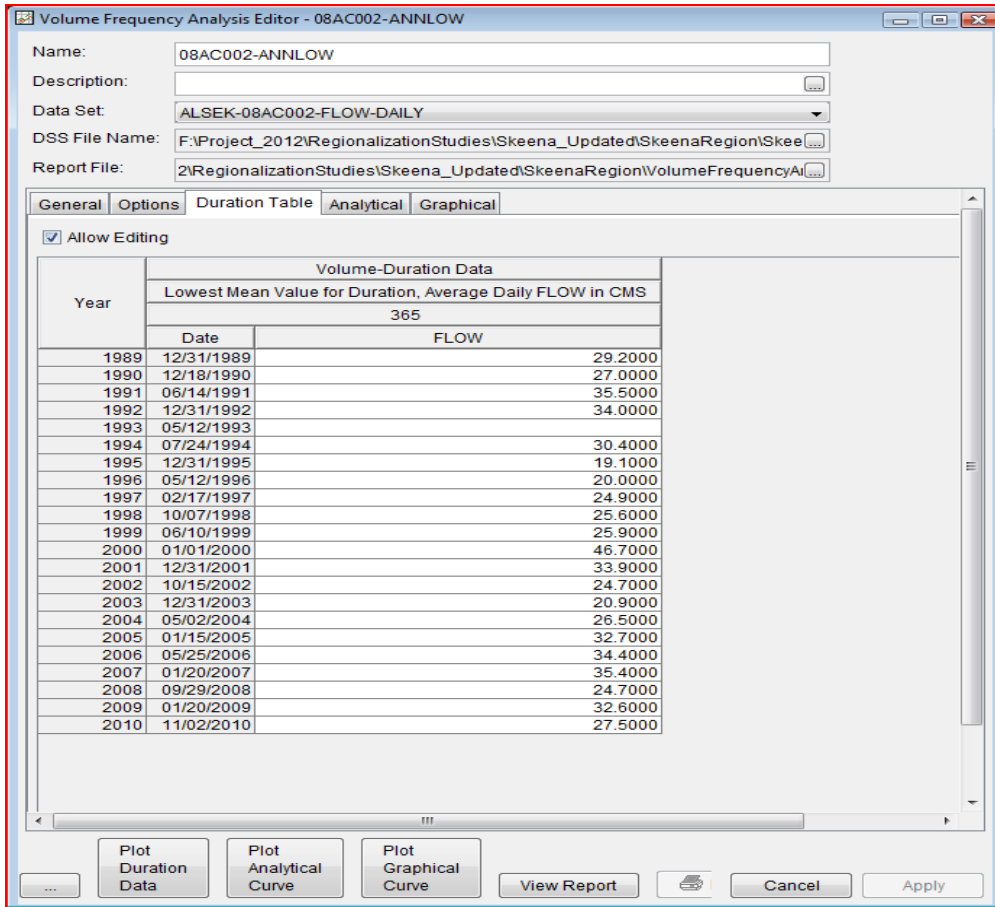 Volume Frequency Analysis Editor - 08AC002-ANNLOW
Name: 08AC002-ANNLOW
Description: ...
Data Set: ALSEK-08AC002-FLOW-DAILY
DSS File Name: F:\Project_2012\RegionalizationStudies\Skeena_Updated\SkeenaRegion\Skee ...
Report File: 2\RegionalizationStudies\Skeena_Updated\SkeenaRegion\VolumeFrequencyA ...
General Options Duration Table Analytical Graphical
Allow Editing
Volume-Duration Data
Year Lowest Mean Value for Duration, Average Daily FLOW in CMS
365
Date FLOW
1989 12/31/1989 29.2000
1990 12/18/1990 27.0000
1991 06/14/1991 35.5000
1992 12/31/1992 34.0000
1993 05/12/1993
1994 07/24/1994 30.4000
1995 12/31/1995 19.1000
1996 05/12/1996 20.0000
1997 02/17/1997 24.9000
1998 10/07/1998 25.6000
1999 06/10/1999 25.9000
2000 01/01/2000 46.7000
2001 12/31/2001 33.9000
2002 10/15/2002 24.7000
2003 12/31/2003 20.9000
2004 05/02/2004 26.5000
2005 01/15/2005 32.7000
2006 05/25/2006 34.4000
2007 01/20/2007 35.4000
2008 09/29/2008 24.7000
2009 01/20/2009 32.6000
2010 11/02/2010 27.5000
... Plot Duration Data Plot Analytical Curve Plot Graphical Curve View Report Cancel Apply